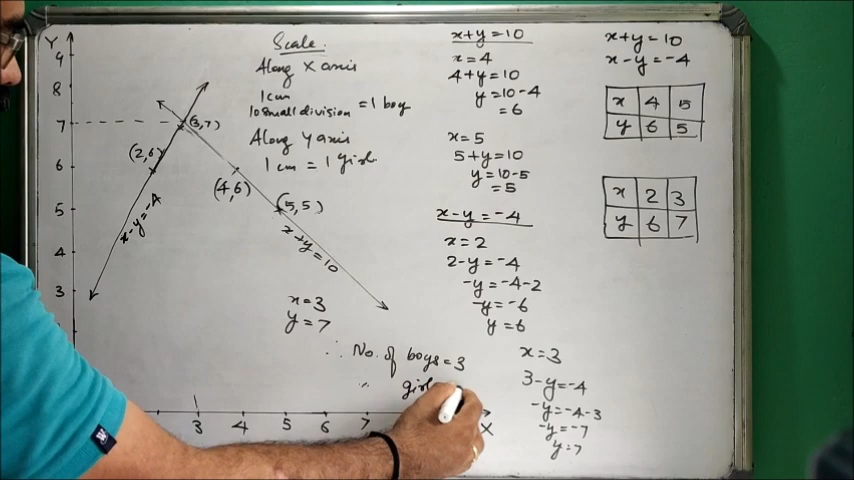 Y
9
8
7
6
5
4
3
(3,7)
(2,6)
(4,6)
(5,5)
x-y=-4
x+y=10
3 4 5 6 7
X
Scale.
Along X axis
1cm
10 small division = 1 boy
Along Y axis
1 cm = 1 girl.
x=3
y=7
∴ No. of boys = 3
" girl
x+y=10
x=4
4+y=10
y=10-4
=6
x=5
5+y=10
y=10-5
=5
x-y=-4
x=2
2-y=-4
-y=-4-2
-y=-6
y=6
x=3
3-y=-4
-y=-4-3
-y=-7
y=7
x+y=10
x-y=-4
x 4 5
y 6 5
x 2 3
y 6 7